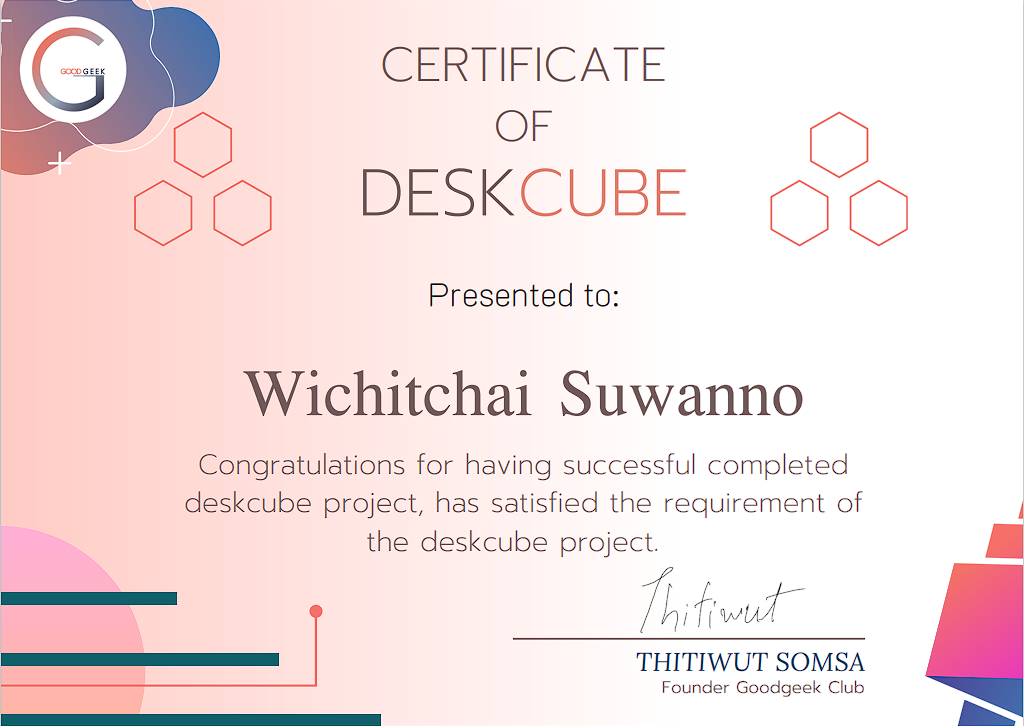 GOODGEEK
CERTIFICATE
OF
DESKCUBE
Presented to:
Wichitchai Suwanno
Congratulations for having successful completed
deskcube project, has satisfied the requirement of
the deskcube project.
Thitiwut
THITIWUT SOMSA
Founder Goodgeek Club